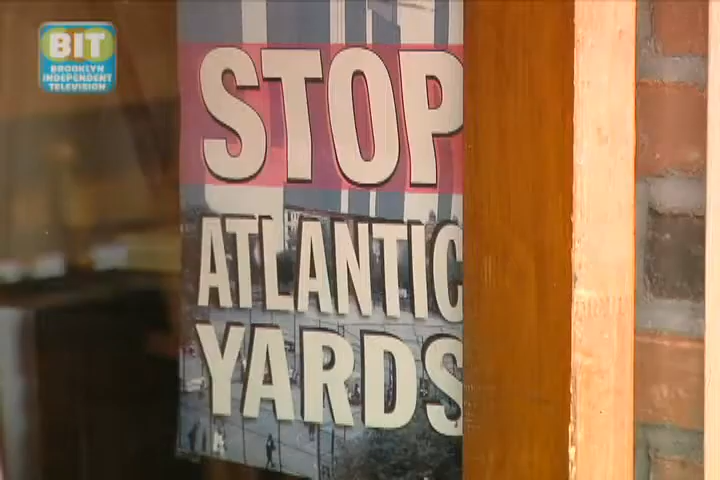 BIT
BROOKLYN
INDEPENDENT
TELEVISION
STOP
ATLANTIC
YARDS